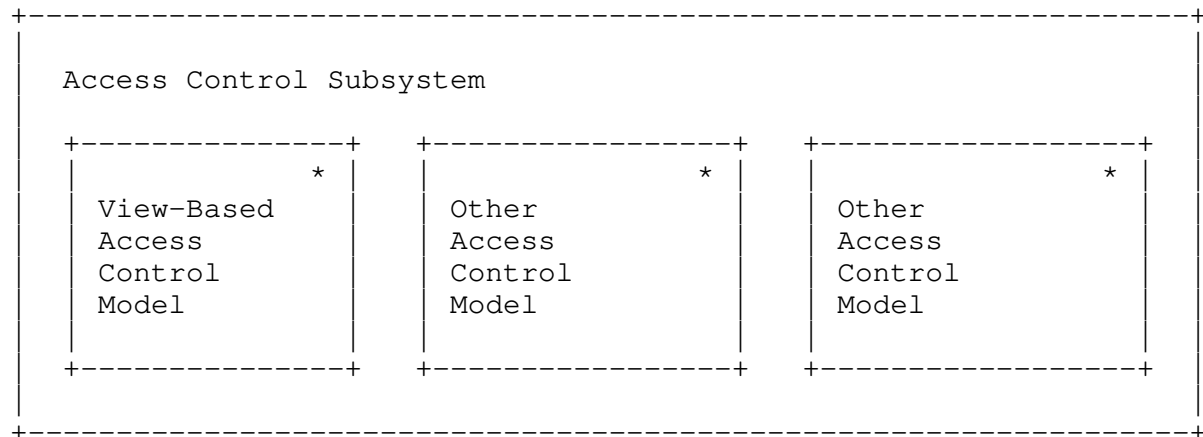 Access Control Subsystem
* * *
View-Based Other Other
Access Access Access
Control Control Control
Model Model Model